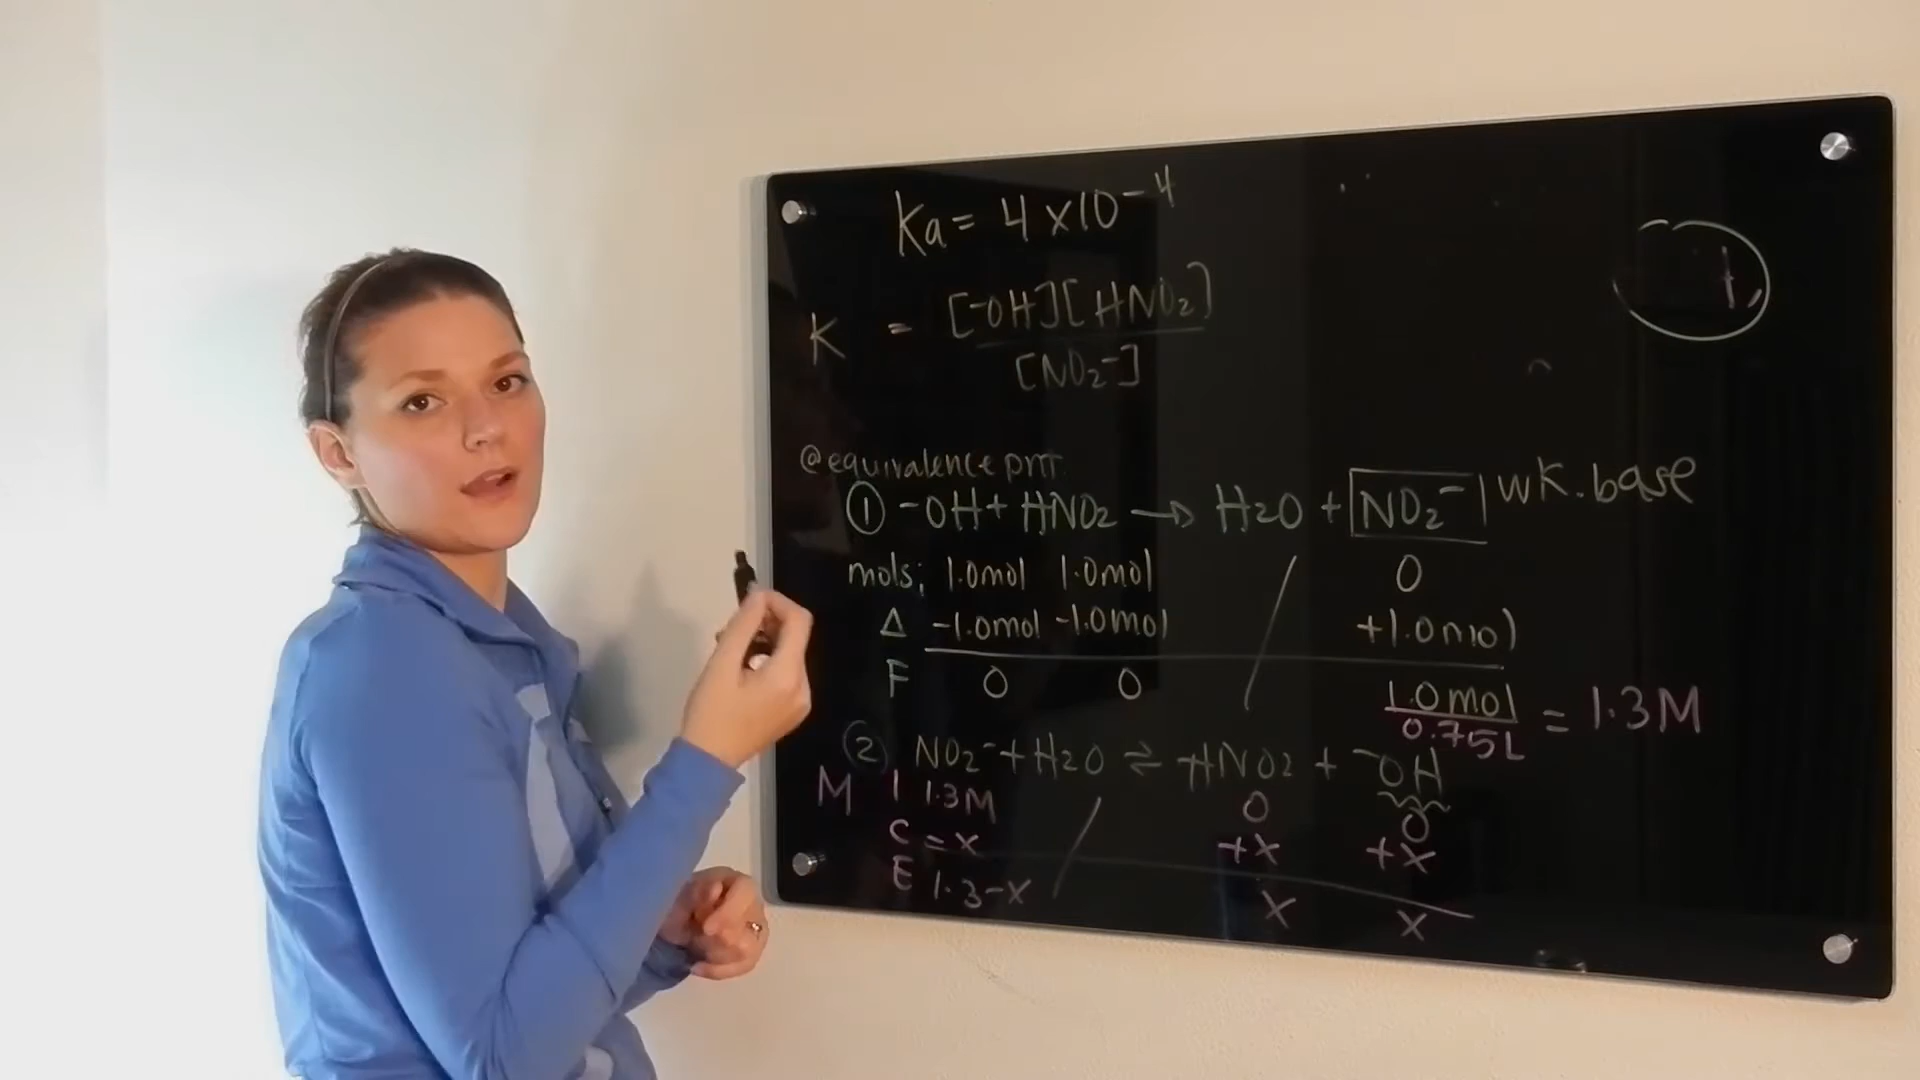 Ka = 4 x10⁻⁴
K = [⁻OH][HNO₂]
[NO₂⁻]
@equivalence pnt.
① ⁻OH + HNO₂ → H₂O + NO₂⁻ wk. base
mols; 1.0mol 1.0mol 0
Δ -1.0mol -1.0mol +1.0mol
F 0 0 1.0mol = 1.3M
0.75L
② NO₂⁻ + H₂O ⇌ HNO₂ + ⁻OH
M I 1.3M 0 0
C = x +x +x
E 1.3-x x x